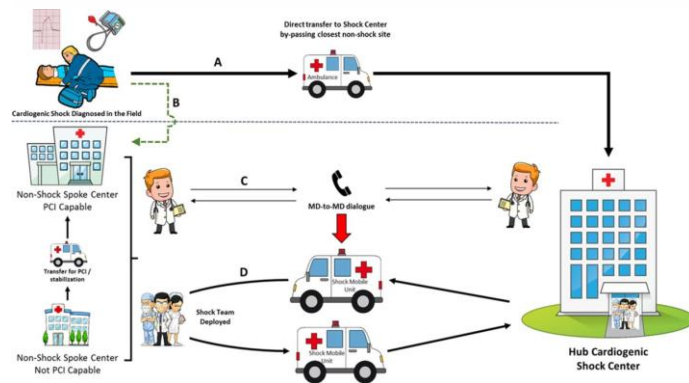 Direct transfer to Shock Center
by-passing closest non-shock site
A
Ambulance
B
Cardiogenic Shock Diagnosed in the Field
Non-Shock Spoke Center
PCI Capable
C
MD-to-MD dialogue
Transfer for PCI /
stabilization
D
Shock Mobile
Unit
Shock Team
Deployed
Shock Mobile
Unit
Non-Shock Spoke Center
Not PCI Capable
Hub Cardiogenic
Shock Center